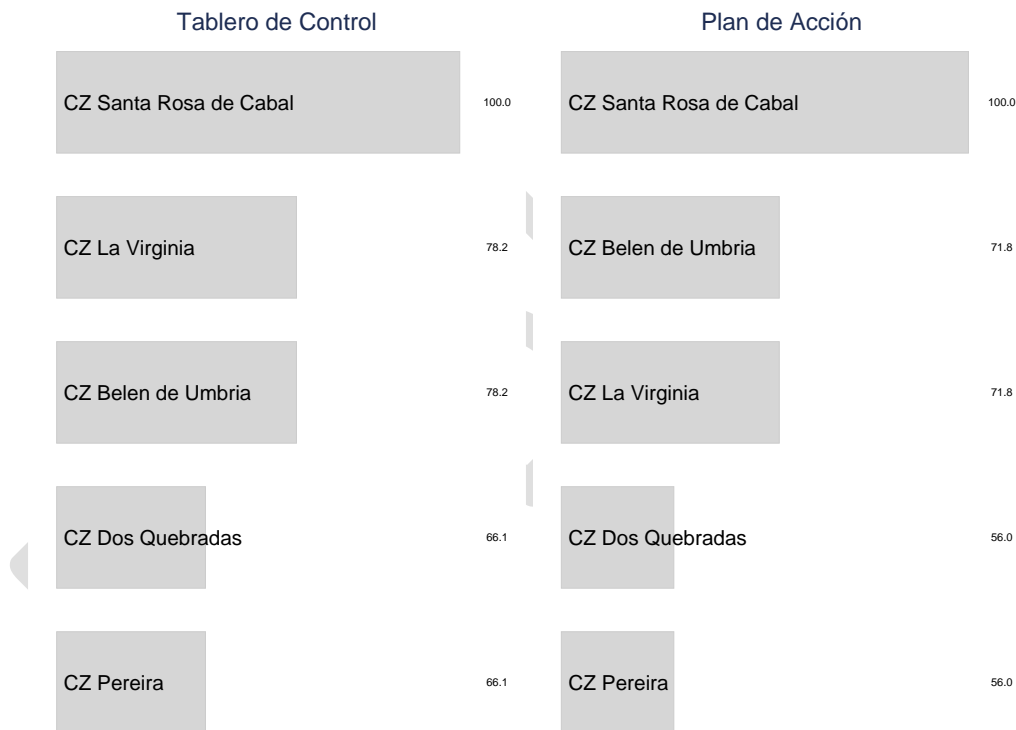 Tablero de Control
CZ Santa Rosa de Cabal 100.0
CZ La Virginia 78.2
CZ Belen de Umbria 78.2
CZ Dos Quebradas 66.1
CZ Pereira 66.1
Plan de Acción
CZ Santa Rosa de Cabal 100.0
CZ Belen de Umbria 71.8
CZ La Virginia 71.8
CZ Dos Quebradas 56.0
CZ Pereira 56.0